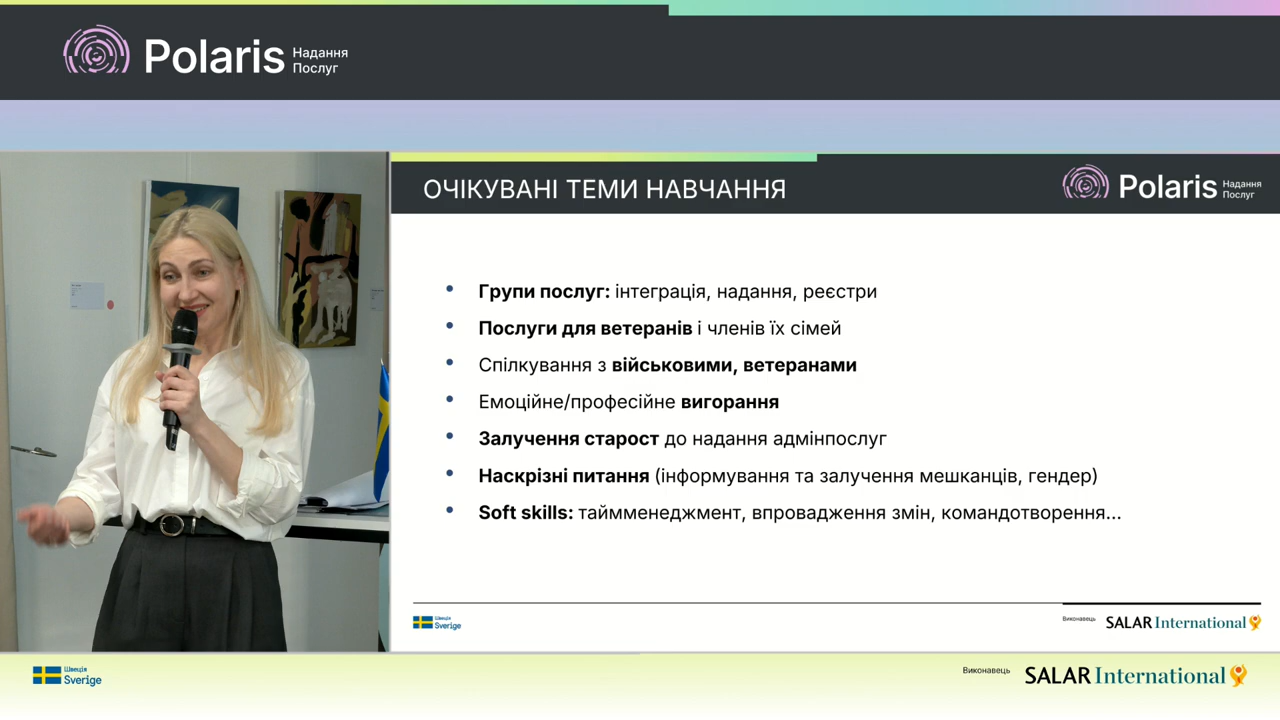 Polaris Надання
Послуг
ОЧІКУВАНІ ТЕМИ НАВЧАННЯ
Polaris Надання
Послуг
• Групи послуг: інтеграція, надання, реєстри
• Послуги для ветеранів і членів їх сімей
• Спілкування з військовими, ветеранами
• Емоційне/професійне вигорання
• Залучення старост до надання адмінпослуг
• Наскрізні питання (інформування та залучення мешканців, гендер)
• Soft skills: таймменеджмент, впровадження змін, командотворення...
Швеція
Sverige
Виконавець SALAR International
Швеція
Sverige
Виконавець SALAR International